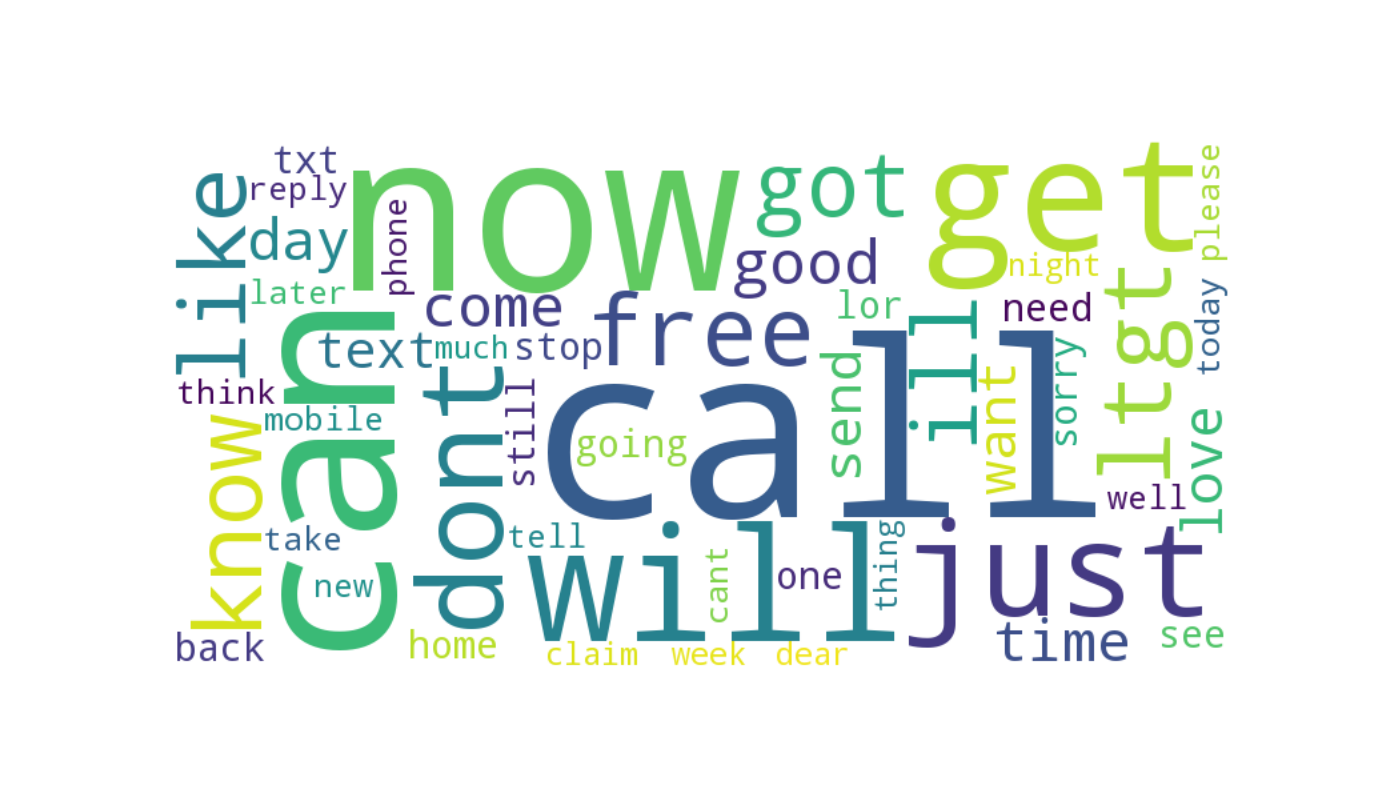 txt
reply
like
day
later
now
phone
got
get
please
good
night
come
free
lor
need
today
can
text
much
stop
ill
ltgt
think
mobile
dont
still
call
going
send
want
sorry
love
know
well
take
new
tell
will
cant
one
thing
just
back
home
claim
week
dear
time
see